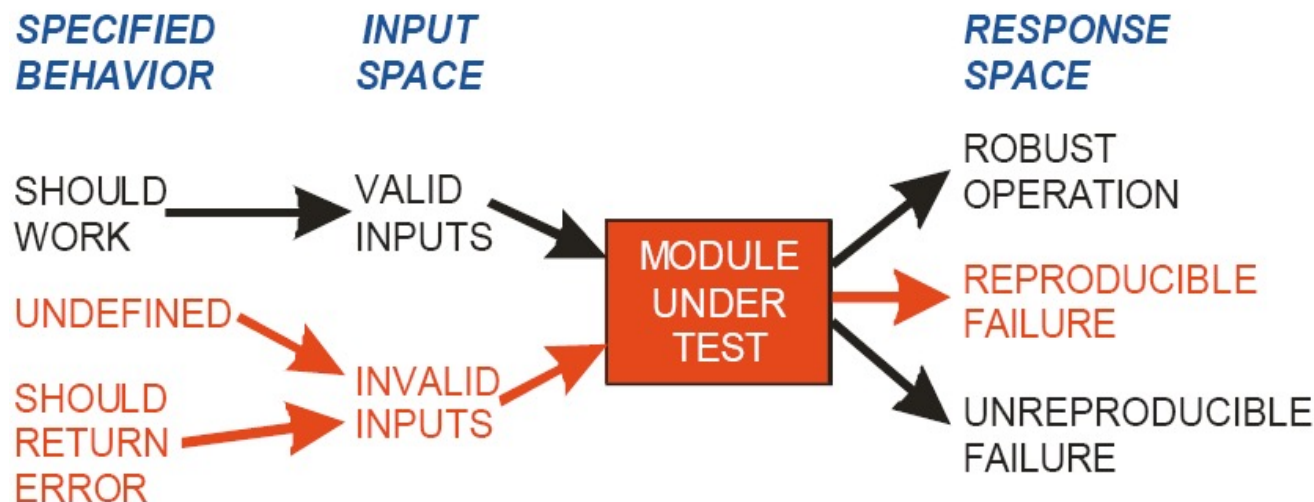 SPECIFIED
BEHAVIOR
INPUT
SPACE
RESPONSE
SPACE
SHOULD
WORK
VALID
INPUTS
UNDEFINED
SHOULD
RETURN
ERROR
INVALID
INPUTS
MODULE
UNDER
TEST
ROBUST
OPERATION
REPRODUCIBLE
FAILURE
UNREPRODUCIBLE
FAILURE